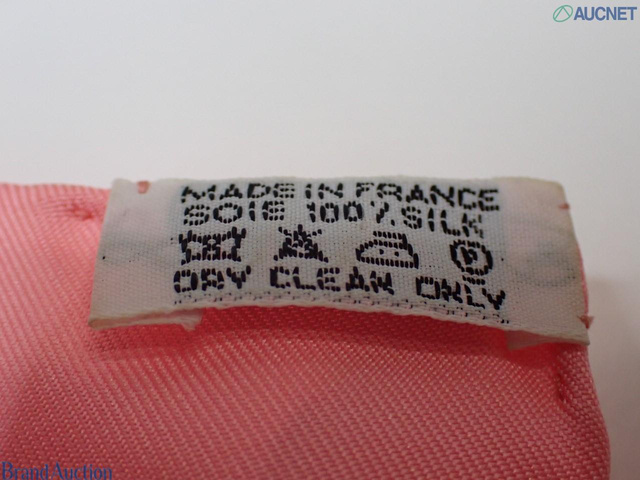 AUCNET
MADE IN FRANCE
SOIE 100% SILK
P
DRY CLEAN ONLY
Brand Auction